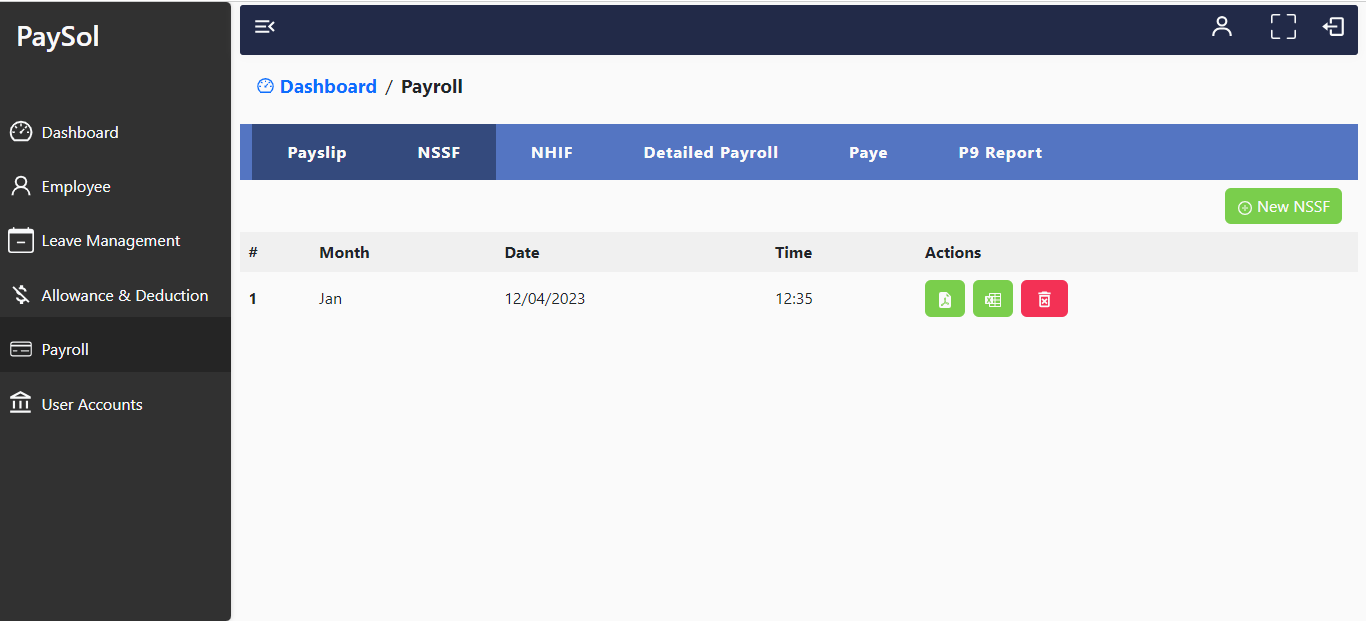 PaySol
Dashboard
Employee
Leave Management
Allowance & Deduction
Payroll
User Accounts
Dashboard / Payroll
Payslip NSSF NHIF Detailed Payroll Paye P9 Report
New NSSF
# Month Date Time Actions
1 Jan 12/04/2023 12:35